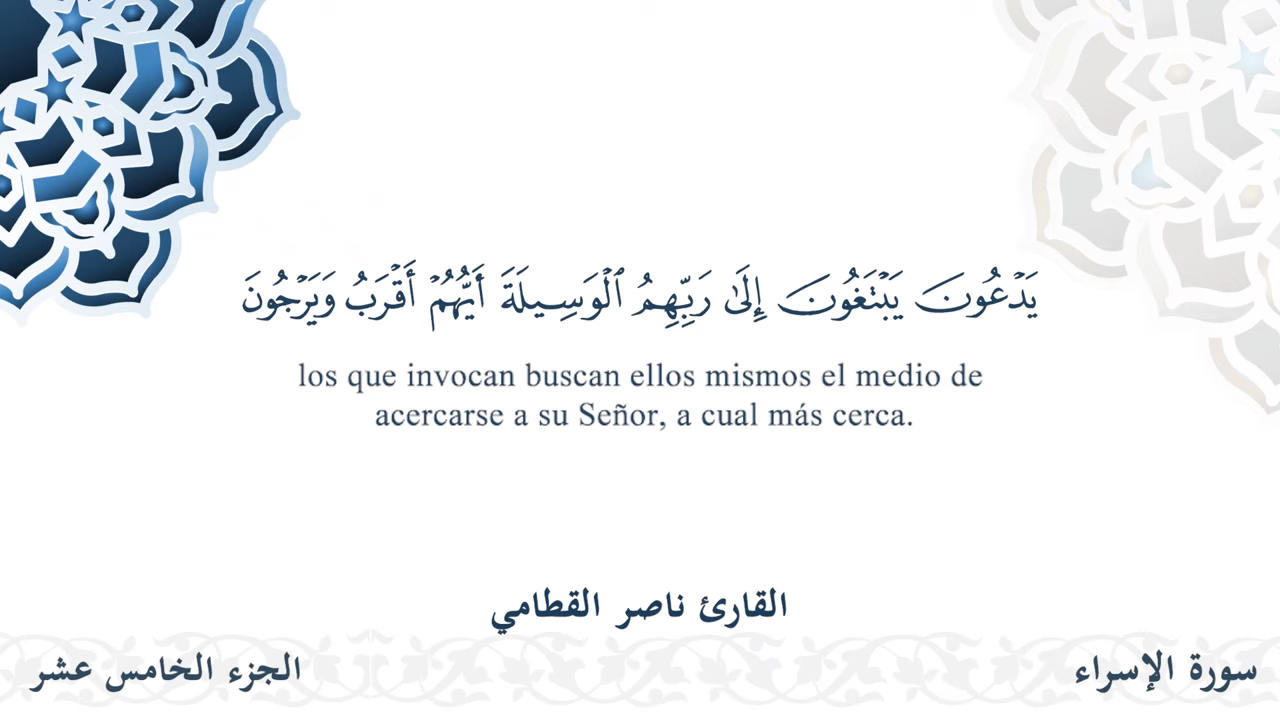 يَدْعُونَ يَبْتَغُونَ إِلَىٰ رَبِّهِمُ ٱلْوَسِيلَةَ أَيُّهُمْ أَقْرَبُ وَيَرْجُونَ
los que invocan buscan ellos mismos el medio de
acercarse a su Señor, a cual más cerca.
القارئ ناصر القطامي
سورة الإسراء
الجزء الخامس عشر